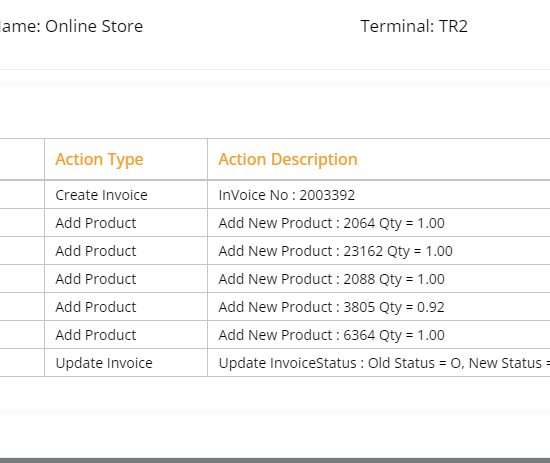 ame: Online Store Terminal: TR2
Action Type Action Description
Create Invoice InVoice No : 2003392
Add Product Add New Product : 2064 Qty = 1.00
Add Product Add New Product : 23162 Qty = 1.00
Add Product Add New Product : 2088 Qty = 1.00
Add Product Add New Product : 3805 Qty = 0.92
Add Product Add New Product : 6364 Qty = 1.00
Update Invoice Update InvoiceStatus : Old Status = O, New Status =